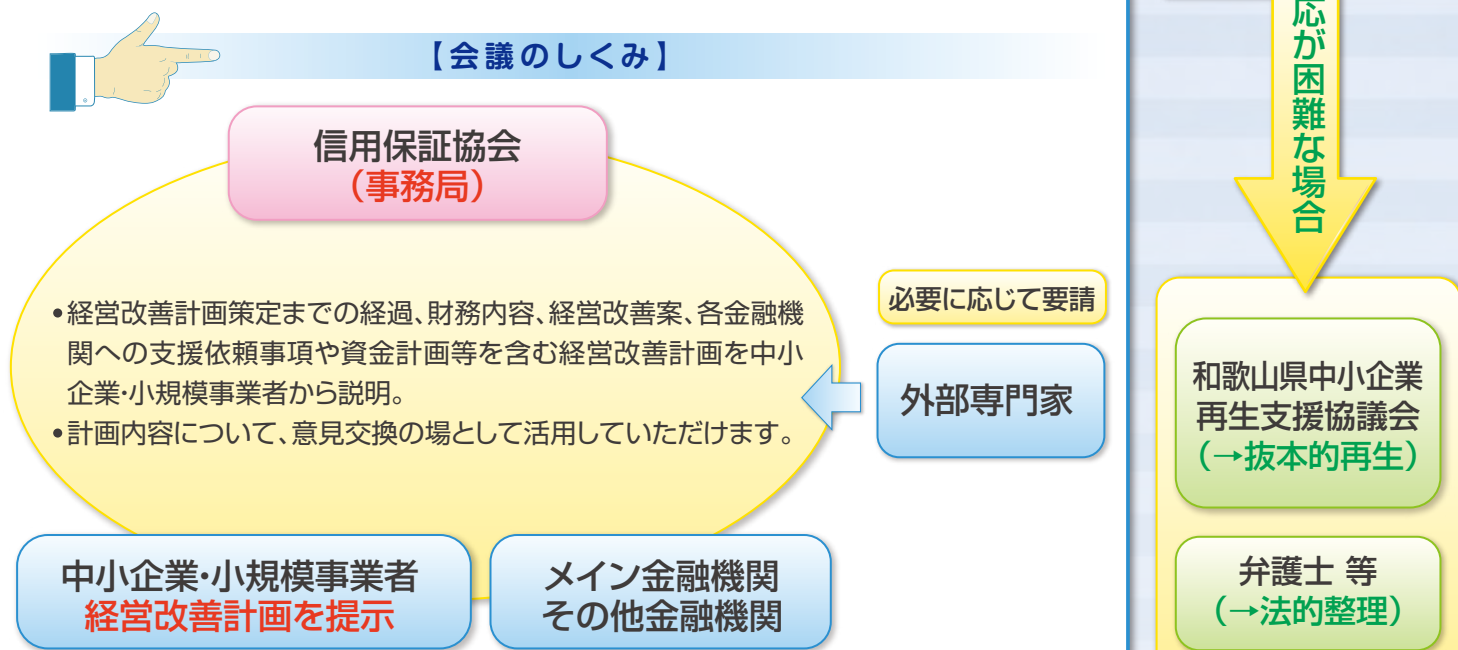 【会議のしくみ】
信用保証協会
（事務局）
•経営改善計画策定までの経過、財務内容、経営改善案、各金融機
関への支援依頼事項や資金計画等を含む経営改善計画を中小
企業・小規模事業者から説明。
•計画内容について、意見交換の場として活用していただけます。
必要に応じて要請
外部専門家
中小企業・小規模事業者
経営改善計画を提示
メイン金融機関
その他金融機関
応が困難な場合
和歌山県中小企業
再生支援協議会
（→抜本的再生）
弁護士 等
（→法的整理）